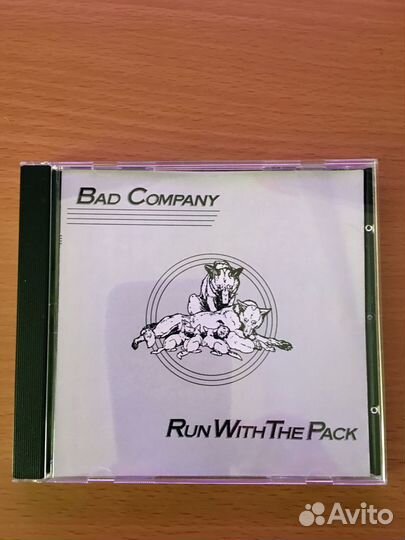 BAD COMPANY
RUN WITH THE PACK
Avito